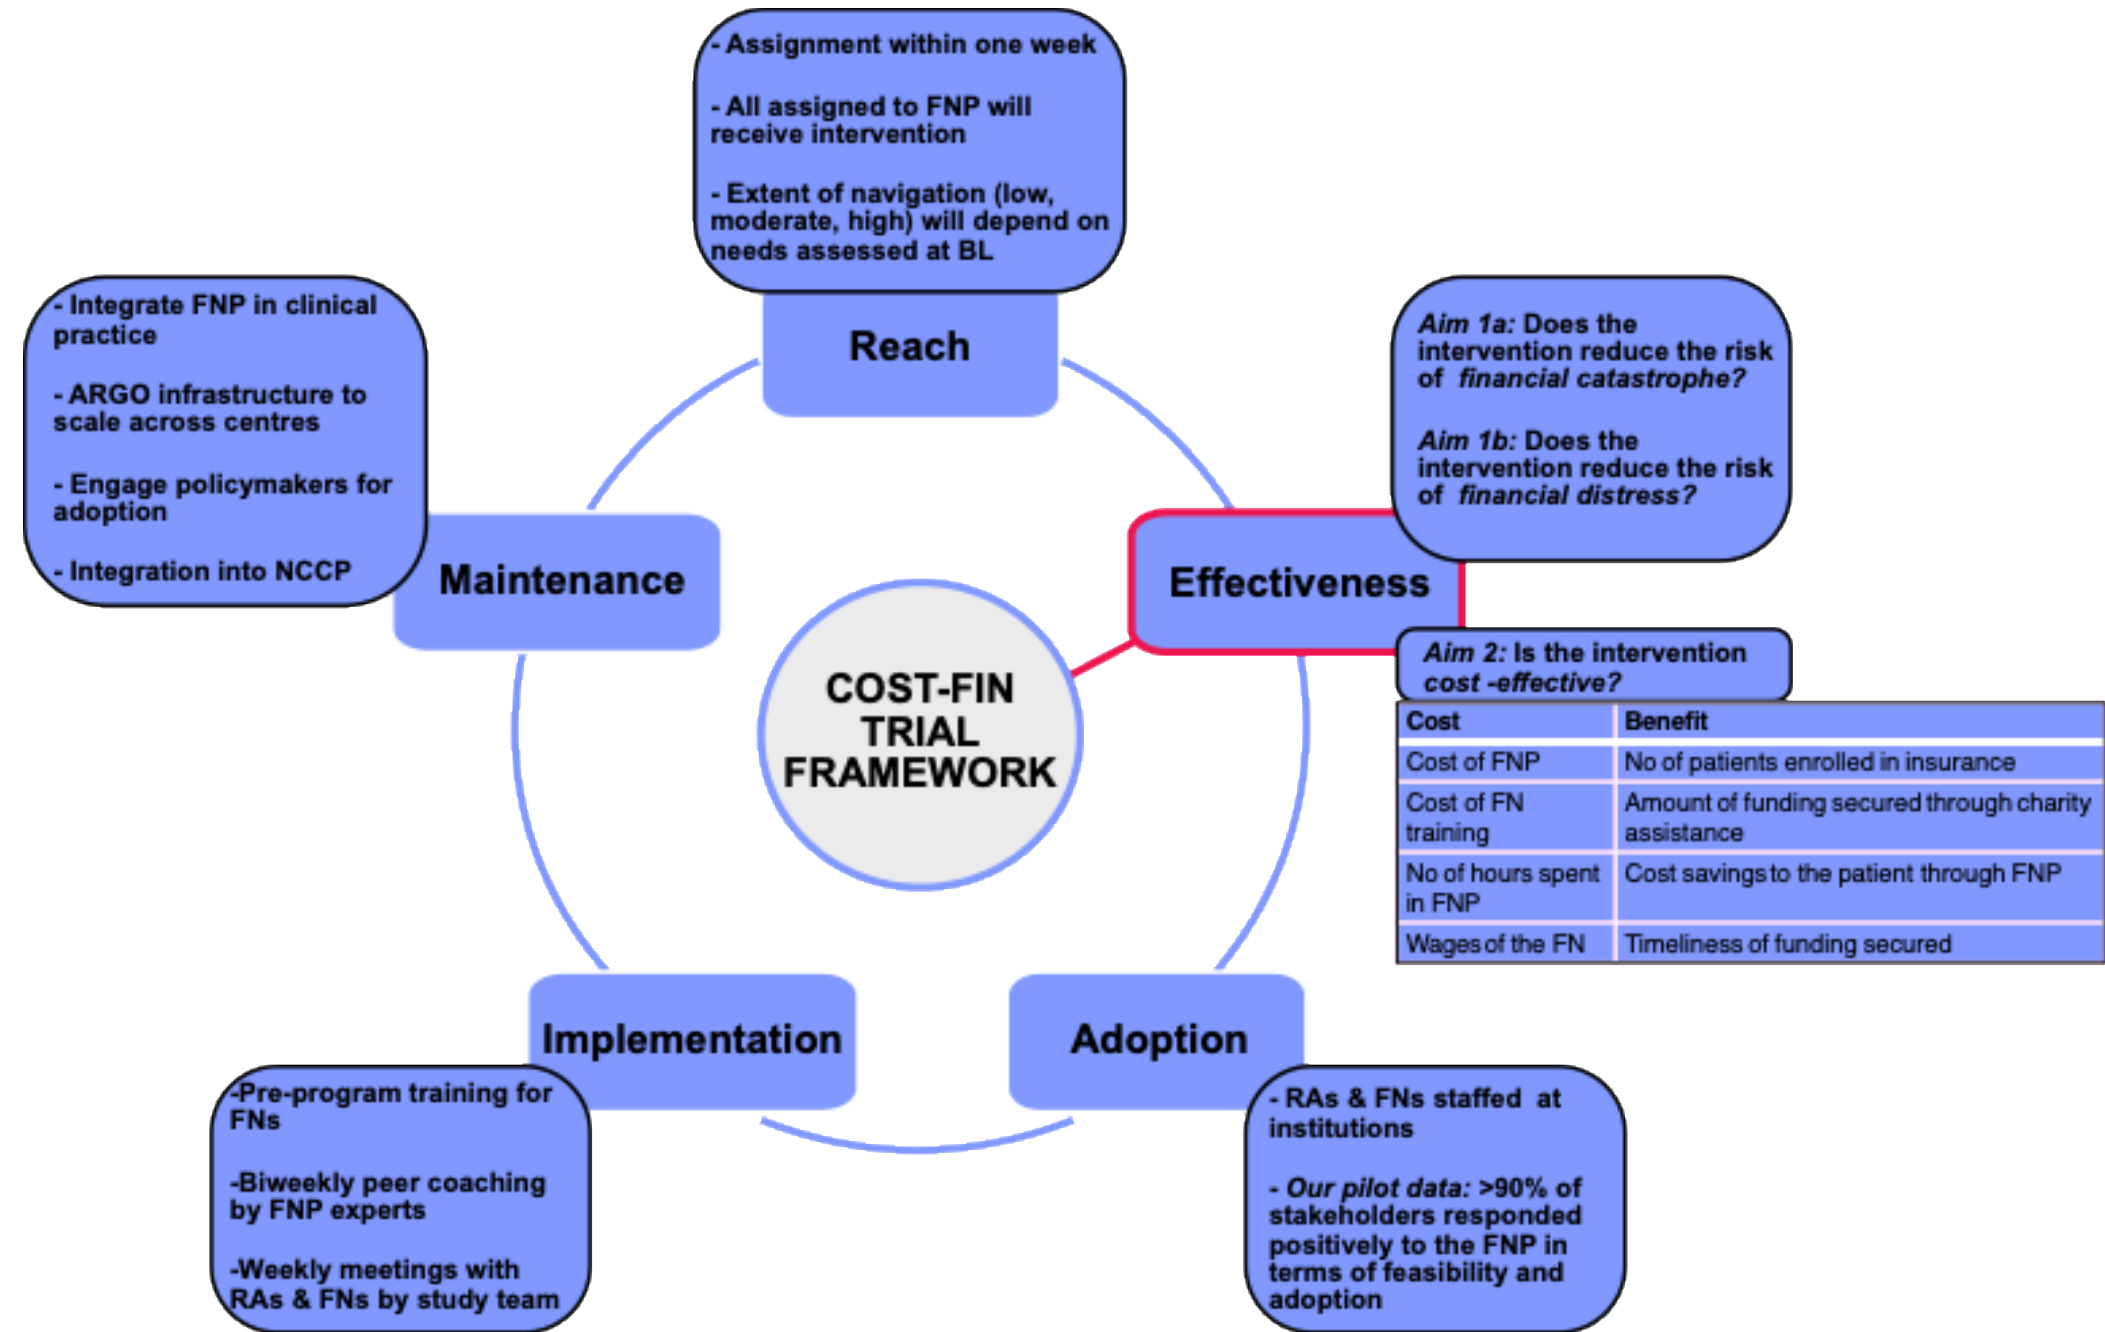 - Assignment within one week
- All assigned to FNP will
receive intervention
- Extent of navigation (low,
moderate, high) will depend on
needs assessed at BL
Reach
- Integrate FNP in clinical
practice
- ARGO infrastructure to
scale across centres
- Engage policymakers for
adoption
- Integration into NCCP
Maintenance
Aim 1a: Does the
intervention reduce the risk
of financial catastrophe?
Aim 1b: Does the
intervention reduce the risk
of financial distress?
Effectiveness
Aim 2: Is the intervention
cost -effective?
Cost Benefit
Cost of FNP No of patients enrolled in insurance
Cost of FN Amount of funding secured through charity
training assistance
No of hours spent Cost savings to the patient through FNP
in FNP
Wages of the FN Timeliness of funding secured
COST-FIN
TRIAL
FRAMEWORK
Implementation
-Pre-program training for
FNs
-Biweekly peer coaching
by FNP experts
-Weekly meetings with
RAs & FNs by study team
Adoption
- RAs & FNs staffed at
institutions
- Our pilot data: >90% of
stakeholders responded
positively to the FNP in
terms of feasibility and
adoption